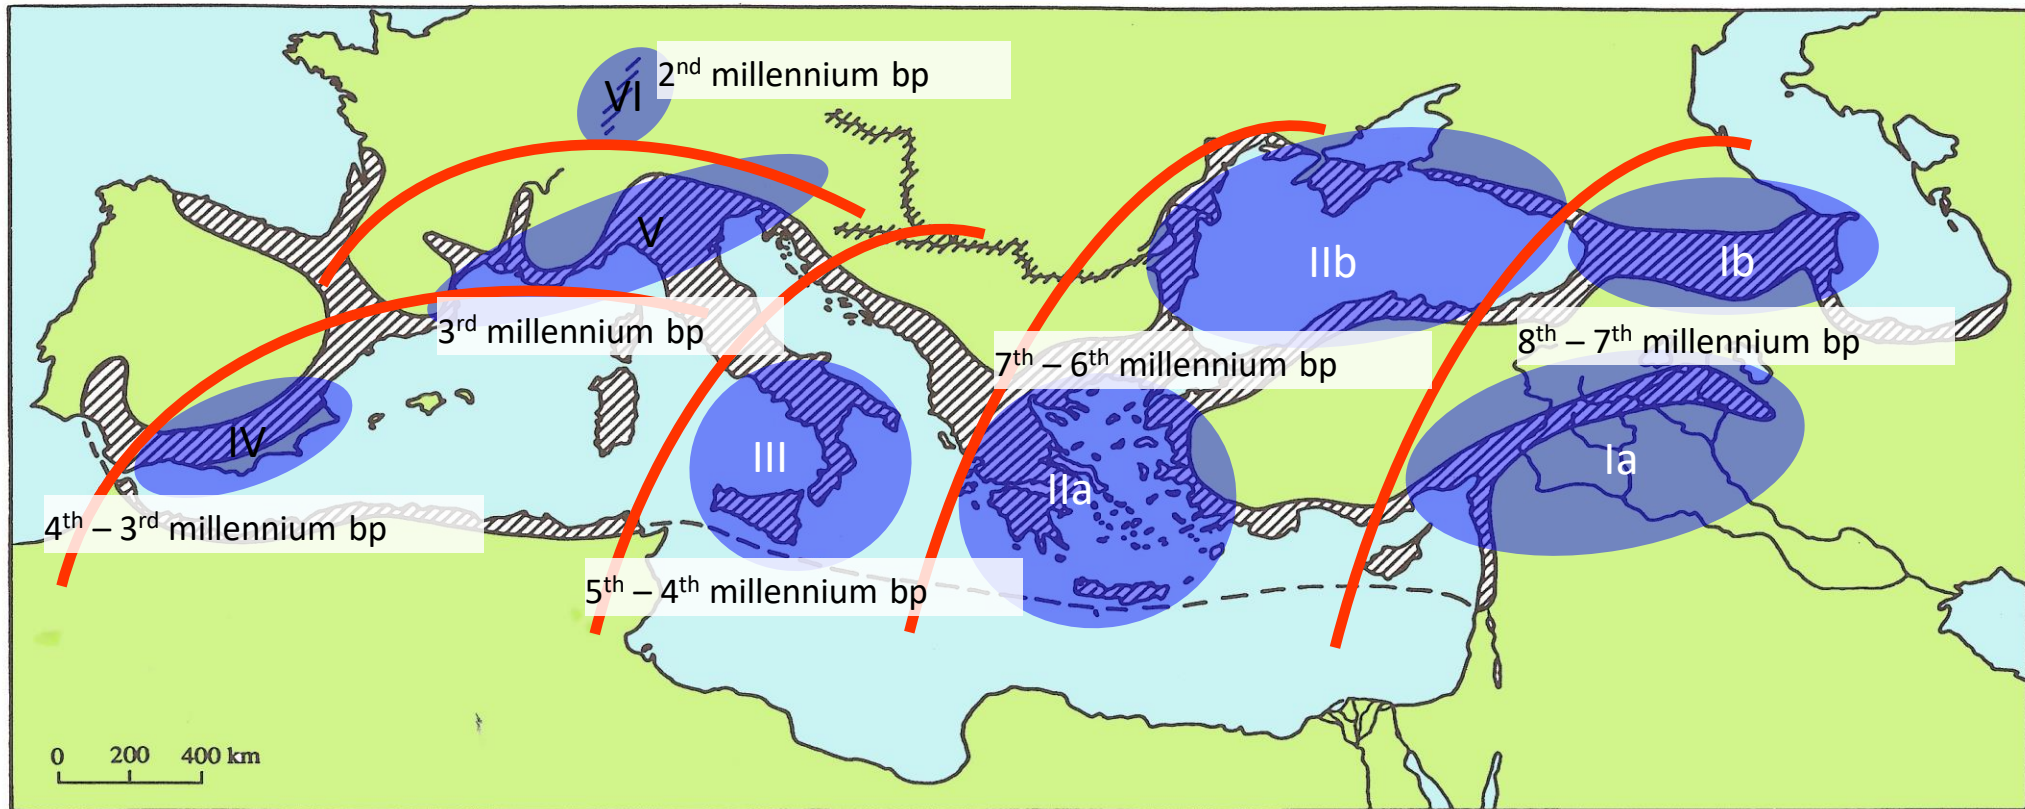 2nd millennium bp
VI
V
IIb
Ib
3rd millennium bp
7th – 6th millennium bp
8th – 7th millennium bp
IV
III
IIa
Ia
4th – 3rd millennium bp
5th – 4th millennium bp
0 200 400 km